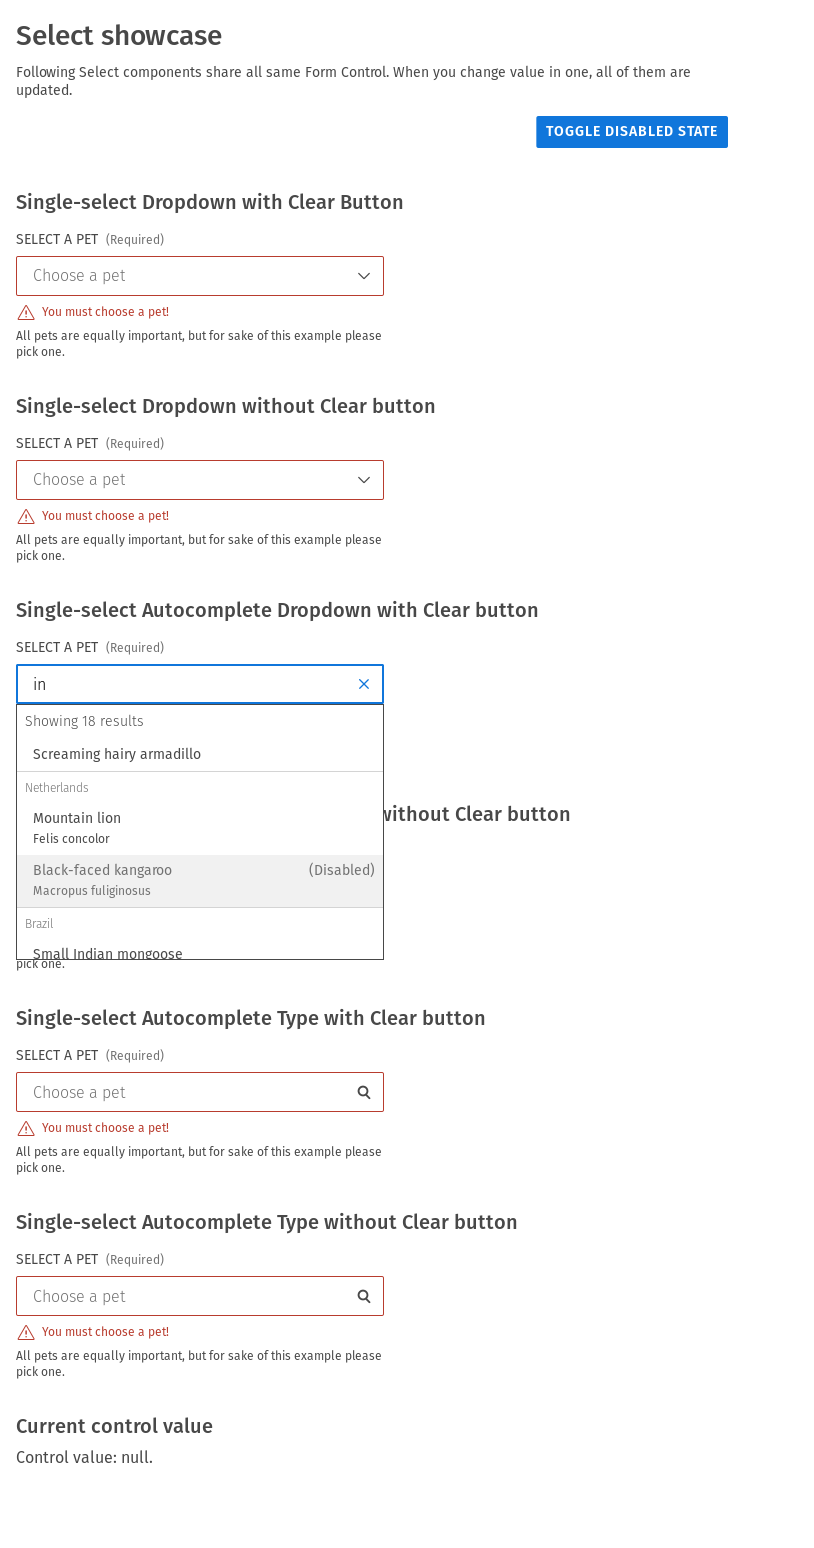 Select showcase
Following Select components share all same Form Control. When you change value in one, all of them are
updated.
TOGGLE DISABLED STATE
Single-select Dropdown with Clear Button
SELECT A PET (Required)
Choose a pet
You must choose a pet!
All pets are equally important, but for sake of this example please
pick one.
Single-select Dropdown without Clear button
SELECT A PET (Required)
Choose a pet
You must choose a pet!
All pets are equally important, but for sake of this example please
pick one.
Single-select Autocomplete Dropdown with Clear button
SELECT A PET (Required)
in
Showing 18 results
Screaming hairy armadillo
Netherlands
without Clear button
Mountain lion
Felis concolor
Black-faced kangaroo (Disabled)
Macropus fuliginosus
Brazil
Small Indian mongoose
pick one.
Single-select Autocomplete Type with Clear button
SELECT A PET (Required)
Choose a pet
You must choose a pet!
All pets are equally important, but for sake of this example please
pick one.
Single-select Autocomplete Type without Clear button
SELECT A PET (Required)
Choose a pet
You must choose a pet!
All pets are equally important, but for sake of this example please
pick one.
Current control value
Control value: null.